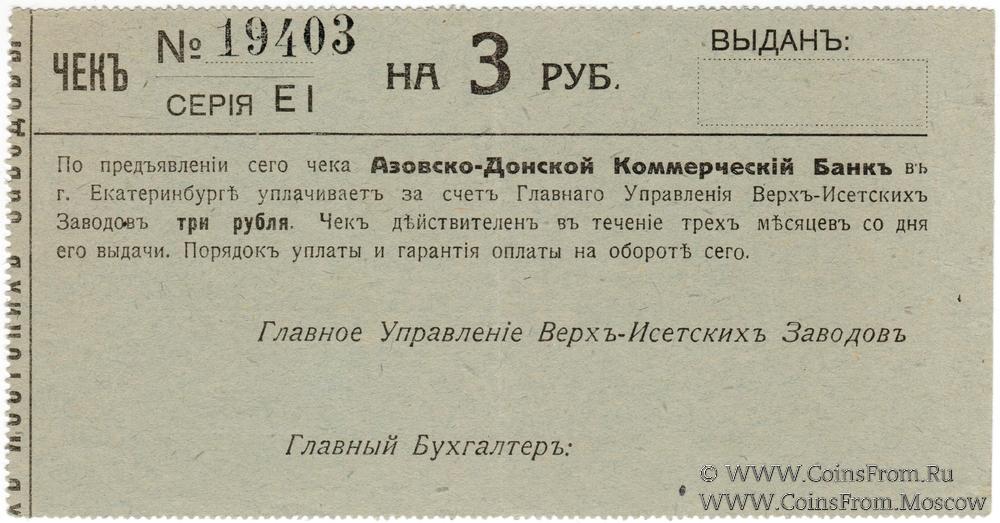 ЧЕКЪ № 19403 НА 3 РУБ. ВЫДАНЪ:
СЕРІЯ Е I
По предъявленіи сего чека Азовско-Донской Коммерческій Банкъ въ
г. Екатеринбургѣ уплачиваетъ за счетъ Главнаго Управленія Верхъ-Исетскихъ
Заводовъ три рубля. Чекъ дѣйствителенъ въ теченіе трехъ мѣсяцевъ со дня
его выдачи. Порядокъ уплаты и гарантія оплаты на оборотѣ сего.
Главное Управленіе Верхъ-Исетскихъ Заводовъ
Главный Бухгалтеръ:
© WWW.CoinsFrom.Ru
WWW.CoinsFrom.Moscow